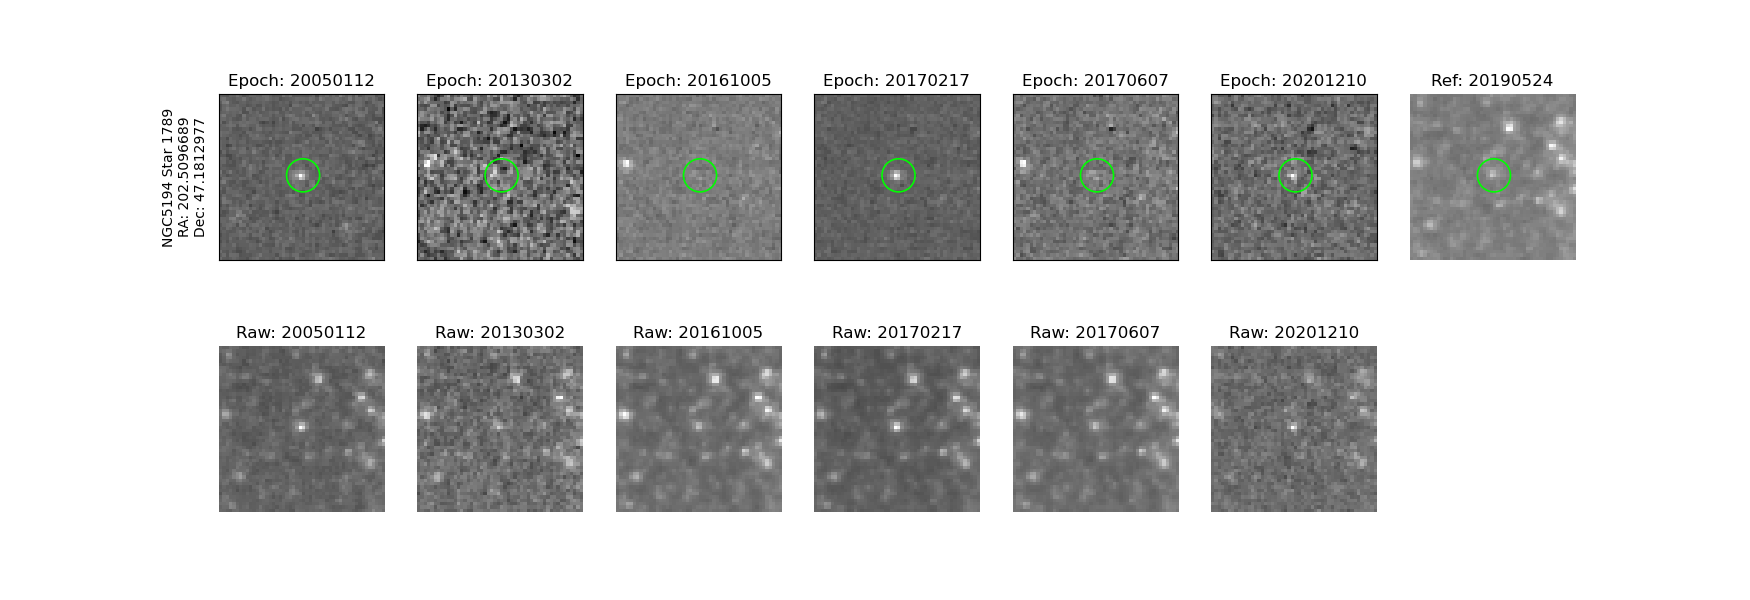 Epoch: 20050112
Epoch: 20130302
Epoch: 20161005
Epoch: 20170217
Epoch: 20170607
Epoch: 20201210
Ref: 20190524
NGC5194 Star 1789
RA: 202.5096689
Dec: 47.1812977
Raw: 20050112
Raw: 20130302
Raw: 20161005
Raw: 20170217
Raw: 20170607
Raw: 20201210